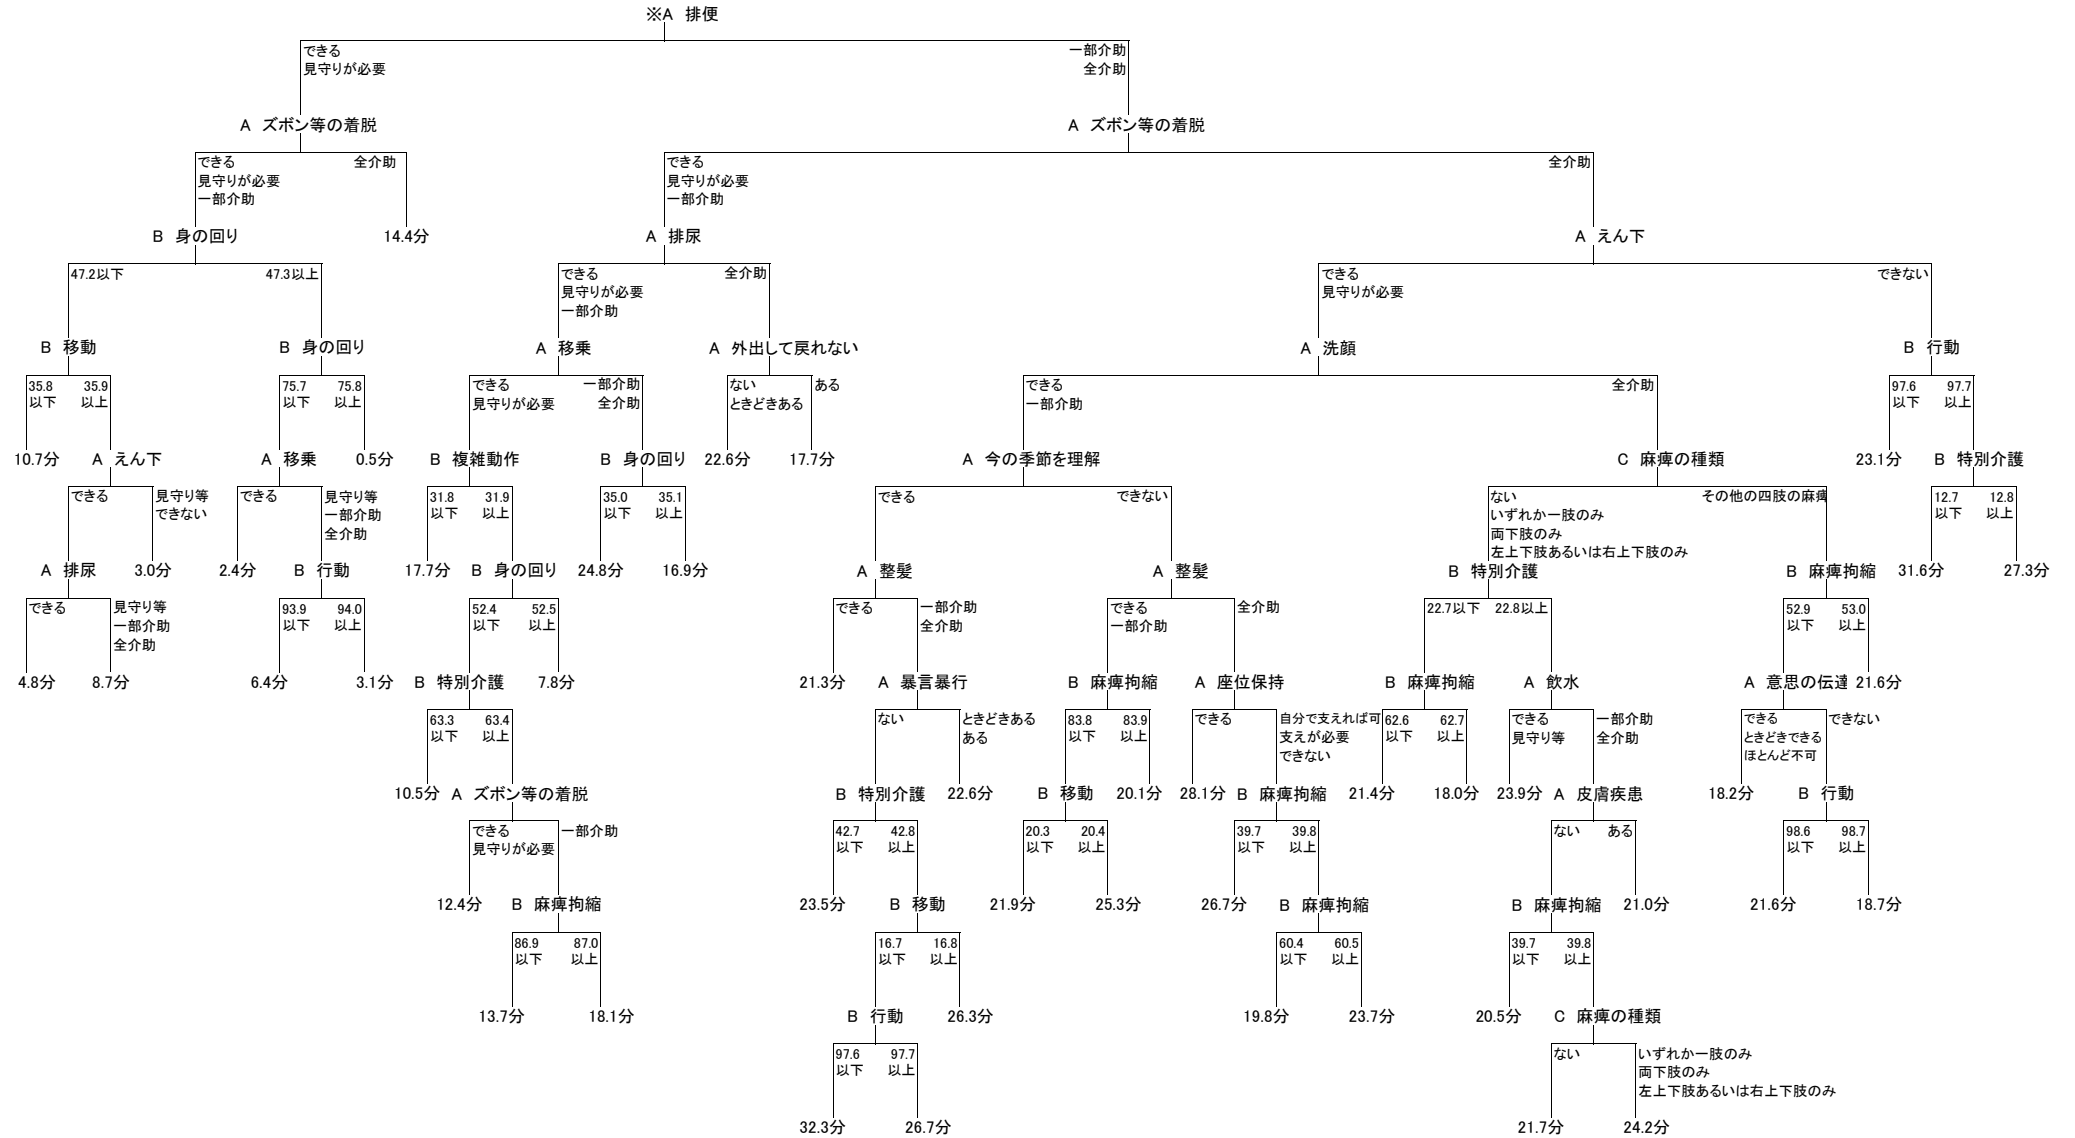 ※A 排便
できる
見守りが必要
一部介助
全介助
A ズボン等の着脱
A ズボン等の着脱
できる
見守りが必要
一部介助
全介助
できる
見守りが必要
一部介助
全介助
B 身の回り
14.4分
A 排尿
A えん下
47.2以下
47.3以上
できる
見守りが必要
一部介助
全介助
できる
見守りが必要
できない
B 移動
B 身の回り
A 移乗
A 外出して戻れない
A 洗顔
B 行動
35.8
以下
35.9
以上
75.7
以下
75.8
以上
できる
見守りが必要
一部介助
全介助
ない
ときどきある
ある
できる
一部介助
全介助
97.6
以下
97.7
以上
10.7分
A えん下
A 移乗
0.5分
B 複雑動作
B 身の回り
22.6分
17.7分
A 今の季節を理解
C 麻痺の種類
23.1分
B 特別介護
できる
見守り等
できない
できる
見守り等
一部介助
全介助
31.8
以下
31.9
以上
35.0
以下
35.1
以上
できる
できない
ない
いずれか一肢のみ
両下肢のみ
左上下肢あるいは右上下肢のみ
その他の四肢の麻痺
12.7
以下
12.8
以上
A 排尿
3.0分
2.4分
B 行動
17.7分
B 身の回り
24.8分
16.9分
A 整髪
A 整髪
B 特別介護
B 麻痺拘縮
31.6分
27.3分
できる
見守り等
一部介助
全介助
93.9
以下
94.0
以上
52.4
以下
52.5
以上
できる
一部介助
全介助
できる
一部介助
全介助
22.7以下
22.8以上
52.9
以下
53.0
以上
4.8分
8.7分
6.4分
3.1分
B 特別介護
7.8分
21.3分
A 暴言暴行
B 麻痺拘縮
A 座位保持
B 麻痺拘縮
A 飲水
A 意思の伝達
21.6分
63.3
以下
63.4
以上
ない
ときどきある
ある
83.8
以下
83.9
以上
できる
自分で支えれば可
支えが必要
できない
62.6
以下
62.7
以上
できる
見守り等
一部介助
全介助
できる
ときどきできる
ほとんど不可
できない
10.5分
A ズボン等の着脱
B 特別介護
22.6分
B 移動
20.1分
28.1分
B 麻痺拘縮
21.4分
18.0分
23.9分
A 皮膚疾患
18.2分
B 行動
できる
見守りが必要
一部介助
42.7
以下
42.8
以上
20.3
以下
20.4
以上
39.7
以下
39.8
以上
ない
ある
98.6
以下
98.7
以上
12.4分
B 麻痺拘縮
23.5分
B 移動
21.9分
25.3分
26.7分
B 麻痺拘縮
B 麻痺拘縮
21.0分
21.6分
18.7分
86.9
以下
87.0
以上
16.7
以下
16.8
以上
60.4
以下
60.5
以上
39.7
以下
39.8
以上
13.7分
18.1分
B 行動
26.3分
19.8分
23.7分
20.5分
C 麻痺の種類
97.6
以下
97.7
以上
ない
いずれか一肢のみ
両下肢のみ
左上下肢あるいは右上下肢のみ
32.3分
26.7分
21.7分
24.2分